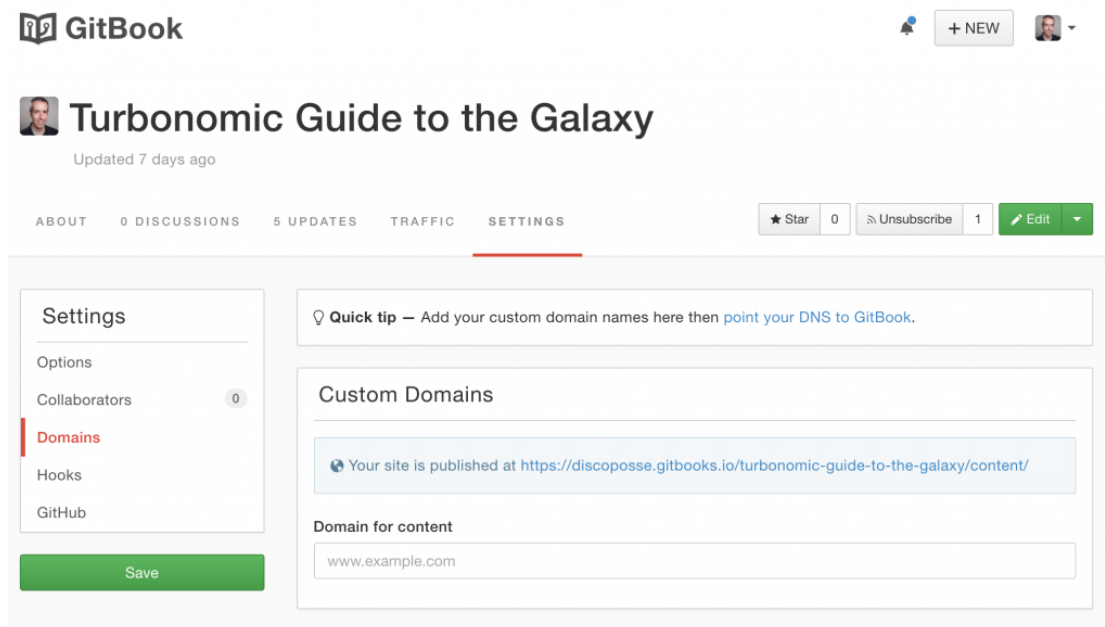 GitBook
+ NEW
Turbonomic Guide to the Galaxy
Updated 7 days ago
ABOUT 0 DISCUSSIONS 5 UPDATES TRAFFIC SETTINGS
Star 0 Unsubscribe 1 Edit
Settings
Options
Collaborators 0
Domains
Hooks
GitHub
Save
Quick tip — Add your custom domain names here then point your DNS to GitBook.
Custom Domains
Your site is published at https://discoposse.gitbooks.io/turbonomic-guide-to-the-galaxy/content/
Domain for content
www.example.com